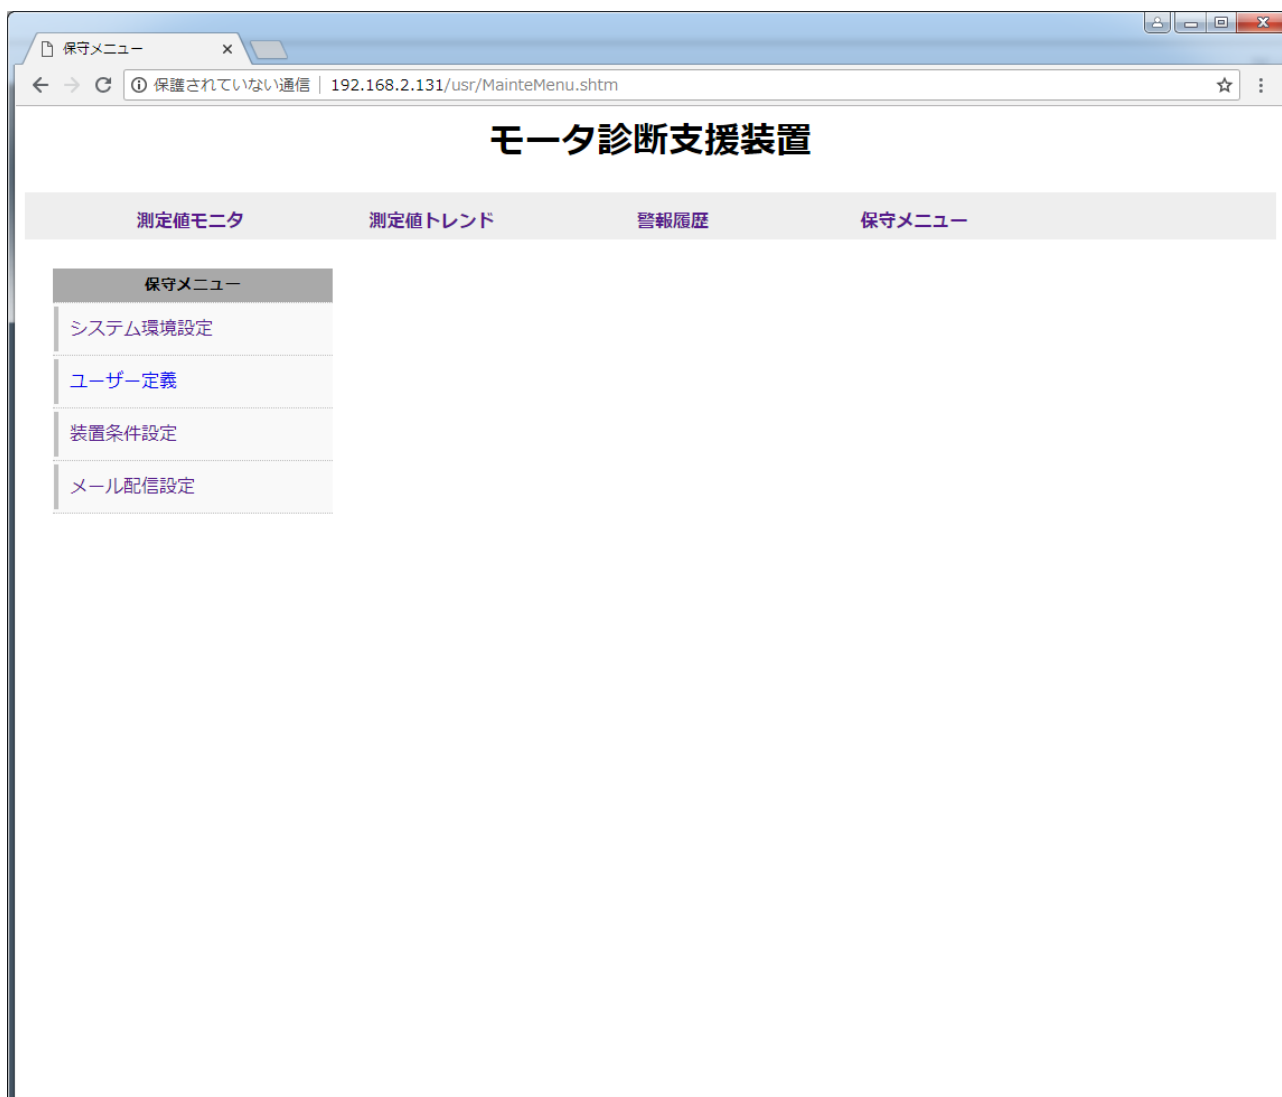 保守メニュー
保護されていない通信 | 192.168.2.131/usr/MainteMenu.shtm
モータ診断支援装置
測定値モニタ 測定値トレンド 警報履歴 保守メニュー
保守メニュー
システム環境設定
ユーザー定義
装置条件設定
メール配信設定